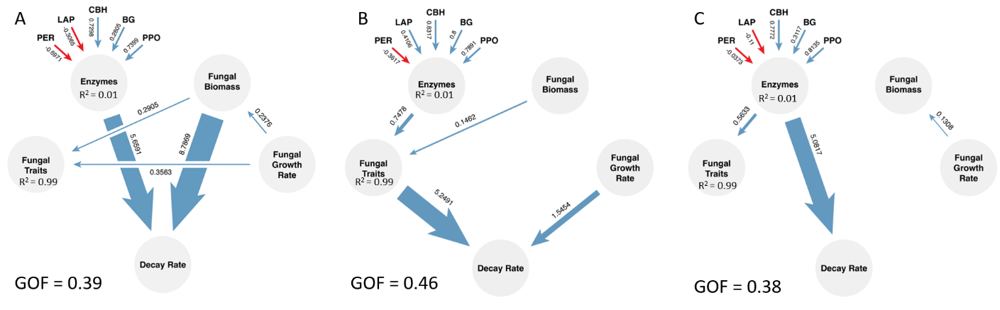 A
PER
LAP
CBH
BG
PPO
-0.6971
-0.3065
0.7298
0.2805
0.7399
Enzymes
R² = 0.01
Fungal
Biomass
0.2905
0.2376
5.6591
8.7869
Fungal
Traits
R² = 0.99
0.3563
Fungal
Growth
Rate
Decay Rate
GOF = 0.39
B
PER
LAP
CBH
BG
PPO
-0.3617
0.4106
0.8317
0.8
0.7891
Enzymes
R² = 0.01
Fungal
Biomass
0.7478
0.1462
Fungal
Traits
R² = 0.99
Fungal
Growth
Rate
5.2491
1.5454
Decay Rate
GOF = 0.46
C
PER
LAP
CBH
BG
PPO
-0.0373
-0.11
0.7772
0.3117
0.8135
Enzymes
R² = 0.01
Fungal
Biomass
0.5633
5.0817
0.1308
Fungal
Traits
R² = 0.99
Fungal
Growth
Rate
Decay Rate
GOF = 0.38